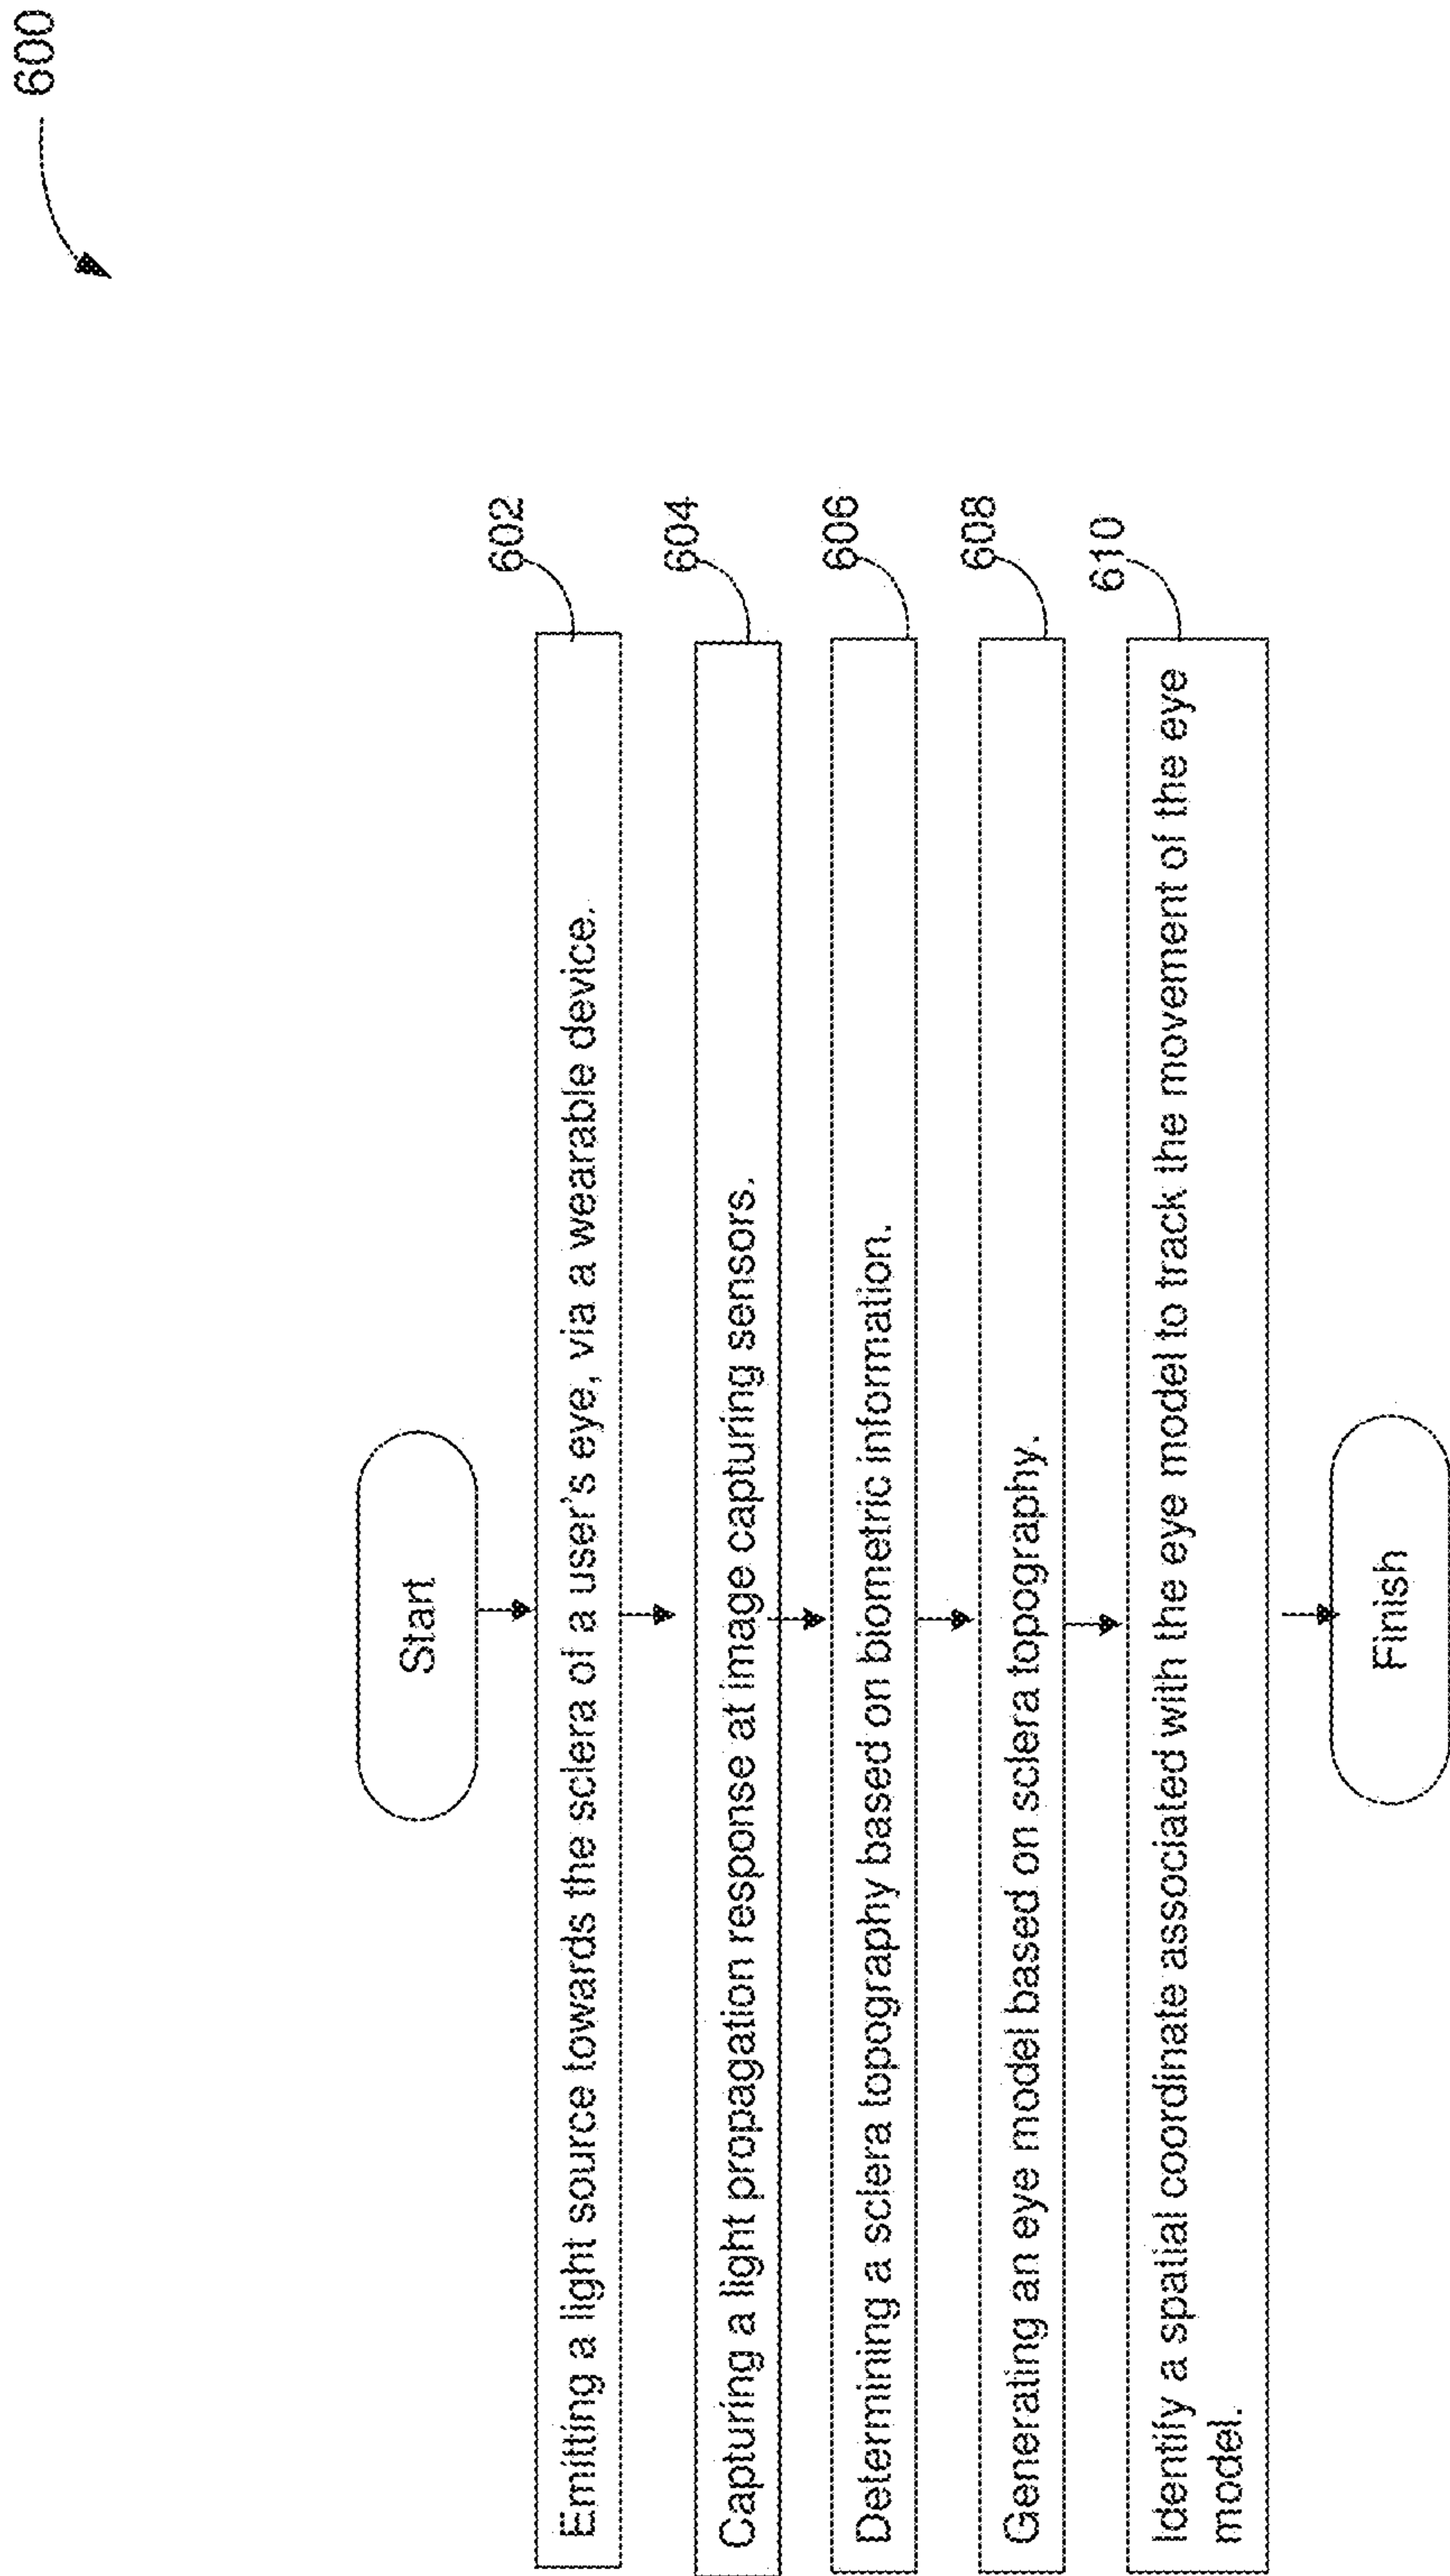 600
Start
Emitting a light source towards the sclera of a user's eye, via a wearable device.
602
Capturing a light propagation response at image capturing sensors.
604
Determining a sclera topography based on biometric information.
606
Generating an eye model based on sclera topography.
608
Identify a spatial coordinate associated with the eye model to track the movement of the eye
model.
610
Finish